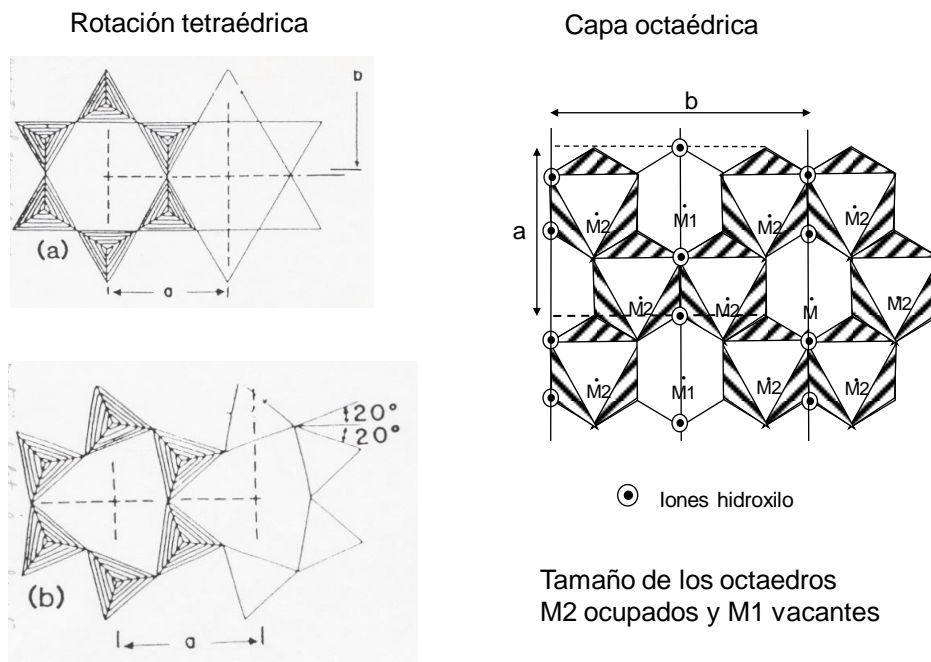 Rotación tetraédrica
b
(a)
a
20°
20°
(b)
a
Capa octaédrica
b
a
M2 M1 M2 M2
M2 M2 M M2
M2 M1 M2 M2
Iones hidroxilo
Tamaño de los octaedros
M2 ocupados y M1 vacantes